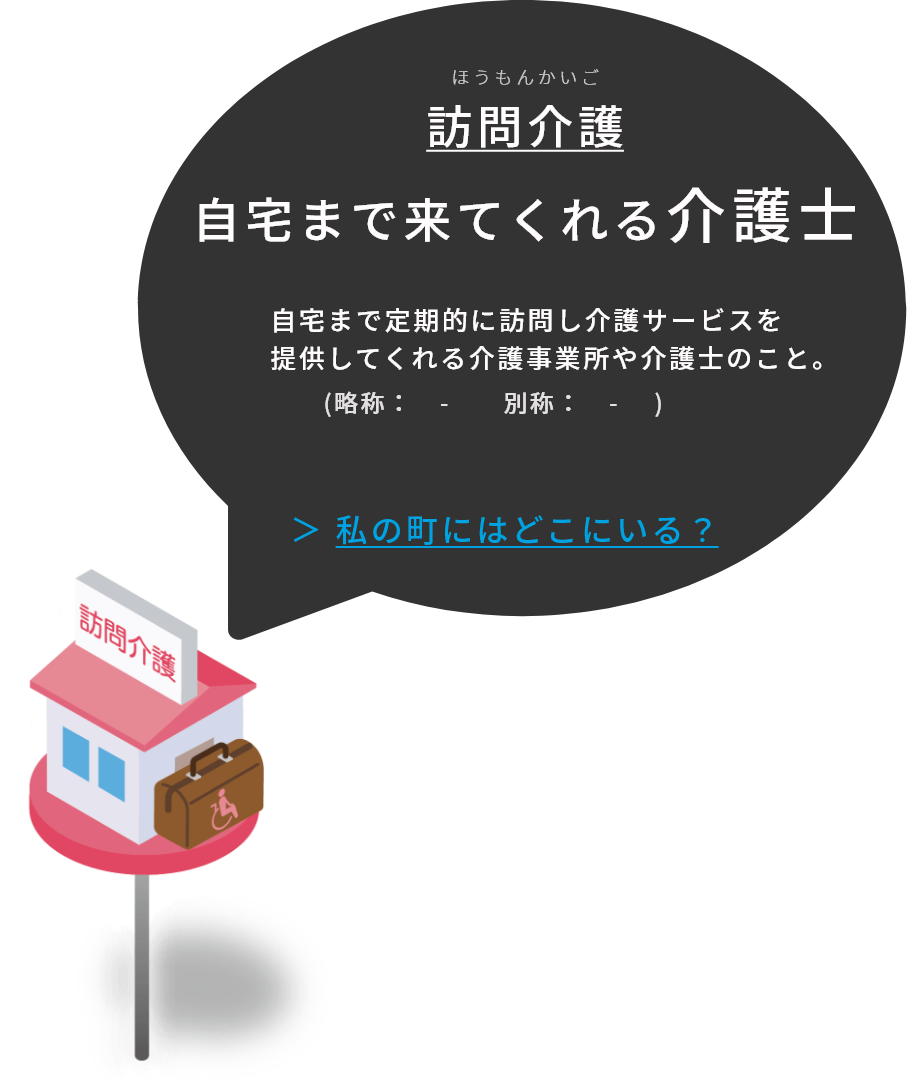 ほうもんかいご
訪問介護
自宅まで来てくれる介護士
自宅まで定期的に訪問し介護サービスを
提供してくれる介護事業所や介護士のこと。
(略称： - 別称： - )
＞ 私の町にはどこにいる？
訪問介護